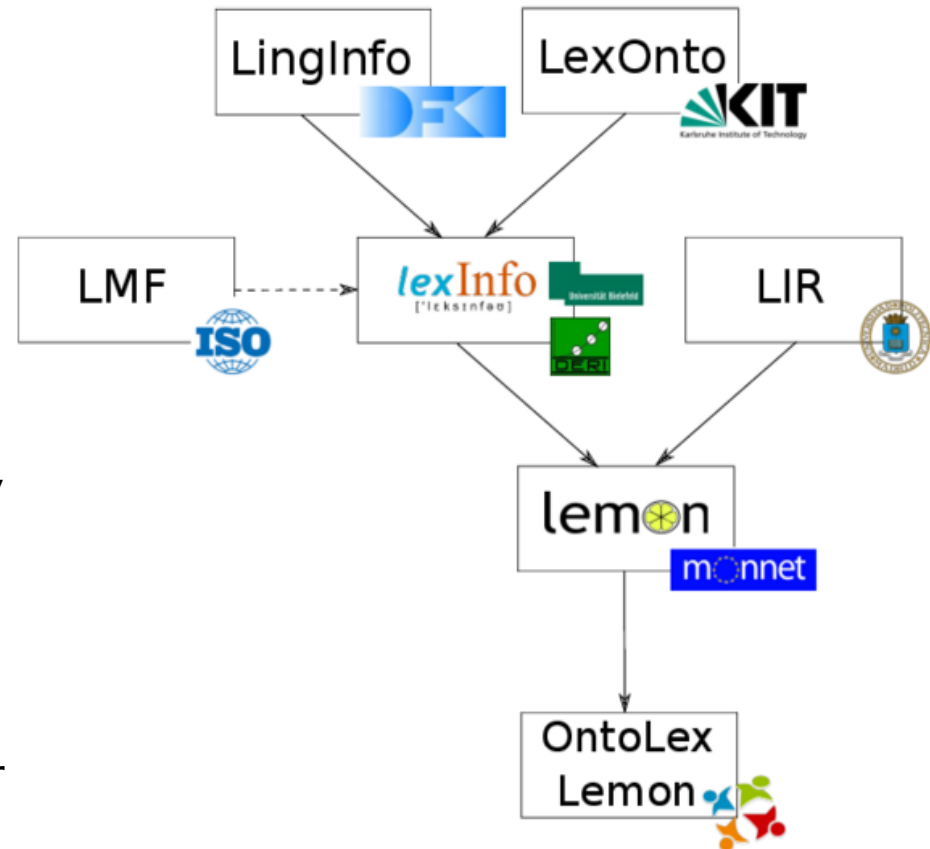 LingInfo
LexOnto
DFK
KIT
Karlsruhe Institute of Technology
LMF
lexInfo
['lɛksɪnfəʊ]
Universität Bielefeld
LIR
ISO
DERI
lemon
monnet
OntoLex
Lemon